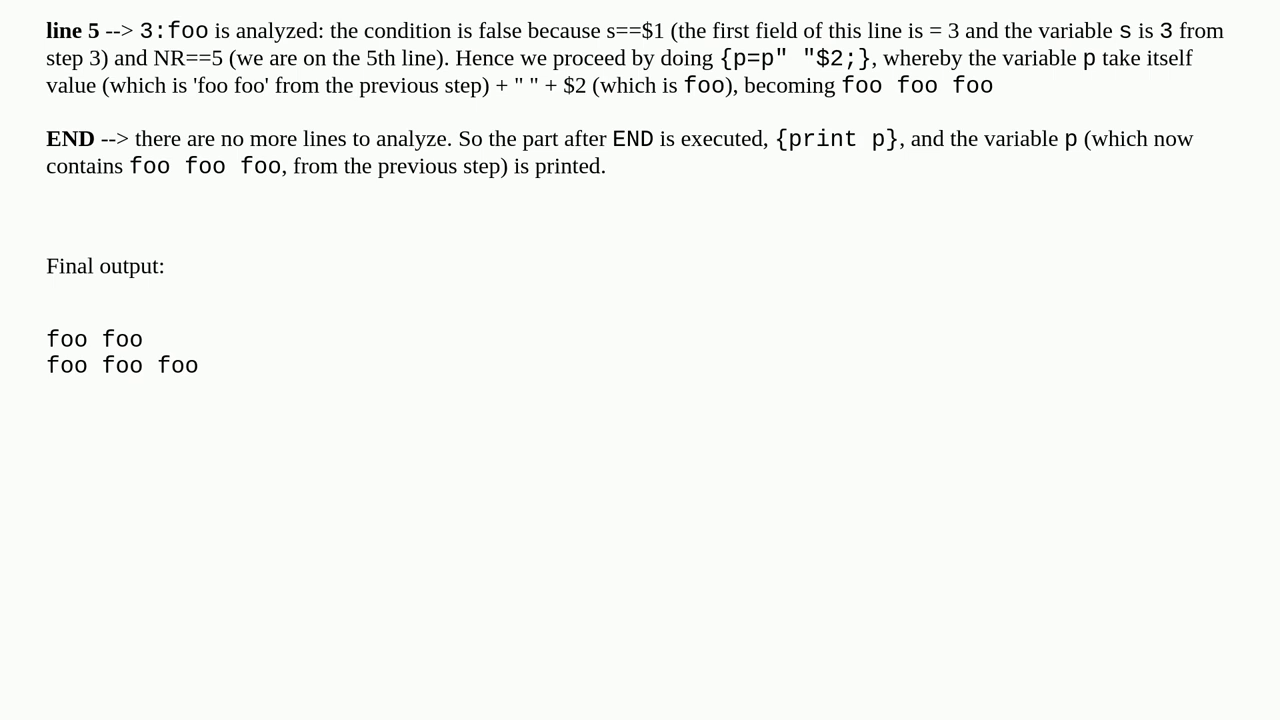 line 5 --> 3:foo is analyzed: the condition is false because s==$1 (the first field of this line is = 3 and the variable s is 3 from
step 3) and NR==5 (we are on the 5th line). Hence we proceed by doing {p=p" "$2;}, whereby the variable p take itself
value (which is 'foo foo' from the previous step) + " " + $2 (which is foo), becoming foo foo foo
END --> there are no more lines to analyze. So the part after END is executed, {print p}, and the variable p (which now
contains foo foo foo, from the previous step) is printed.
Final output:
foo foo
foo foo foo